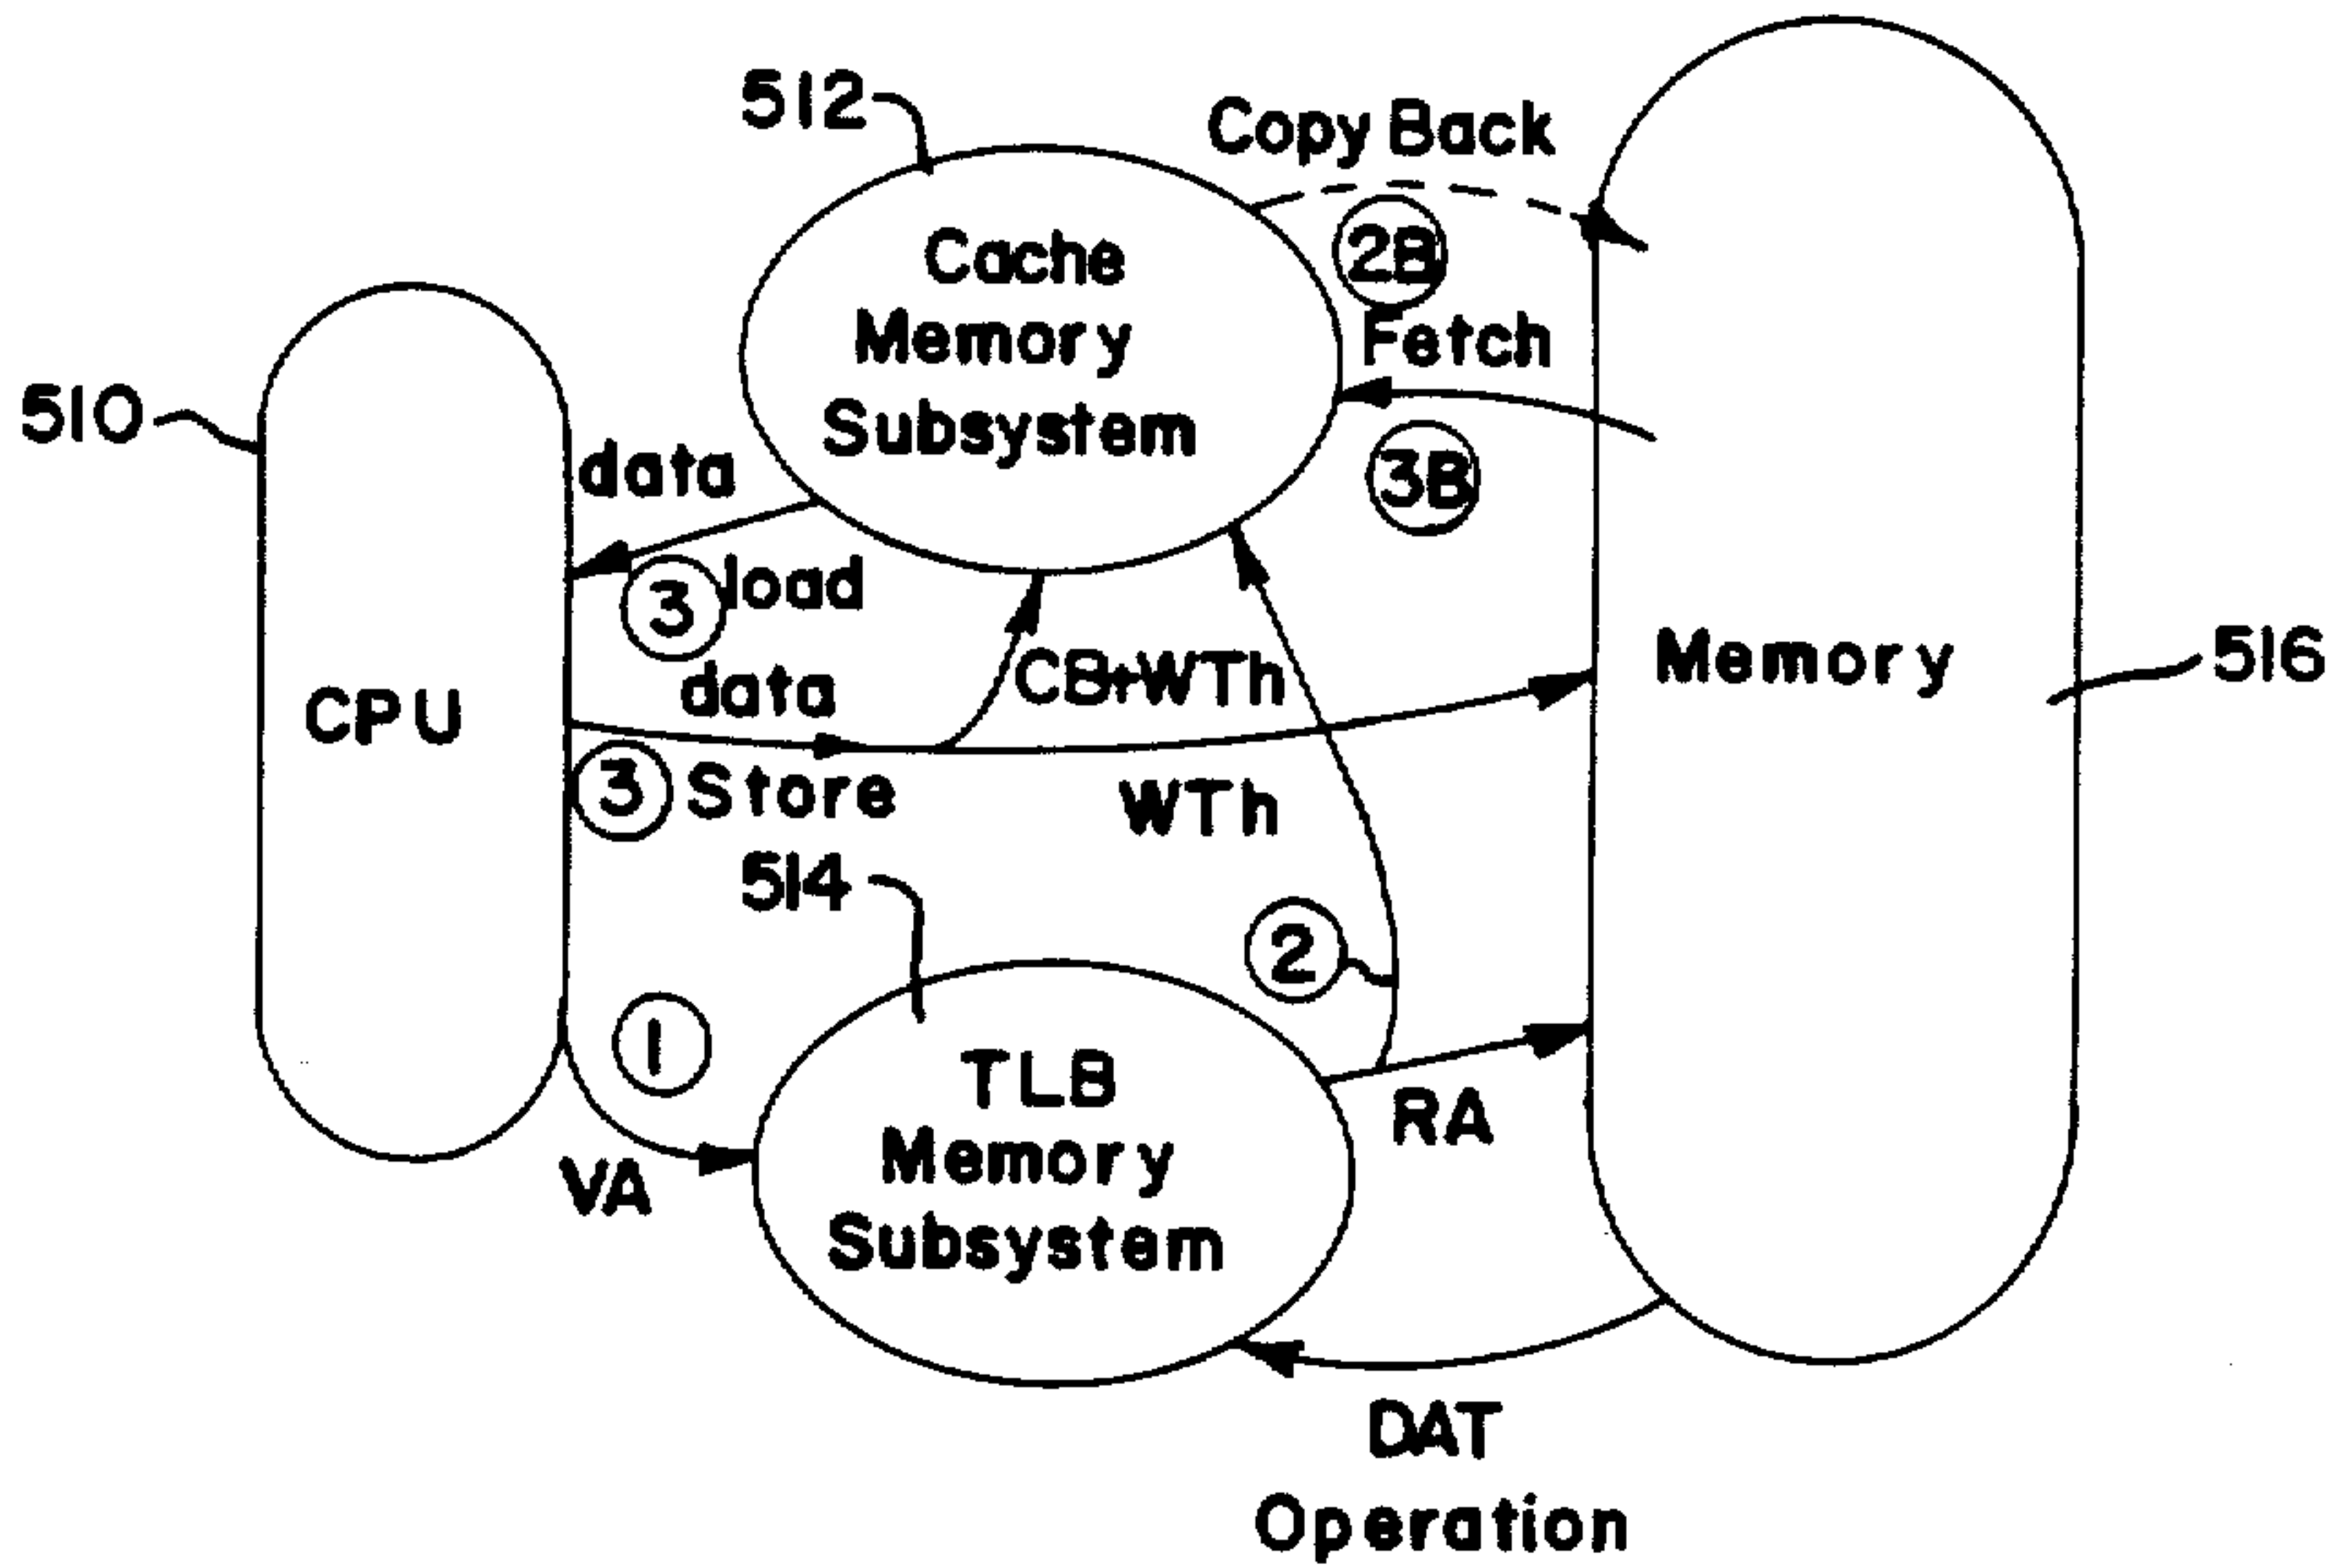 512
Copy Back
2B
Cache
Memory
Subsystem
Fetch
3B
510
data
3 load
data
CB+WTh
CPU
Memory
516
3 Store
WTh
514
2
1
TLB
Memory
Subsystem
RA
VA
DAT
Operation